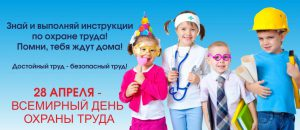 Знай и выполняй инструкции
по охране труда!
Помни, тебя ждут дома!
Достойный труд - безопасный труд!
28 АПРЕЛЯ -
ВСЕМИРНЫЙ ДЕНЬ
ОХРАНЫ ТРУДА